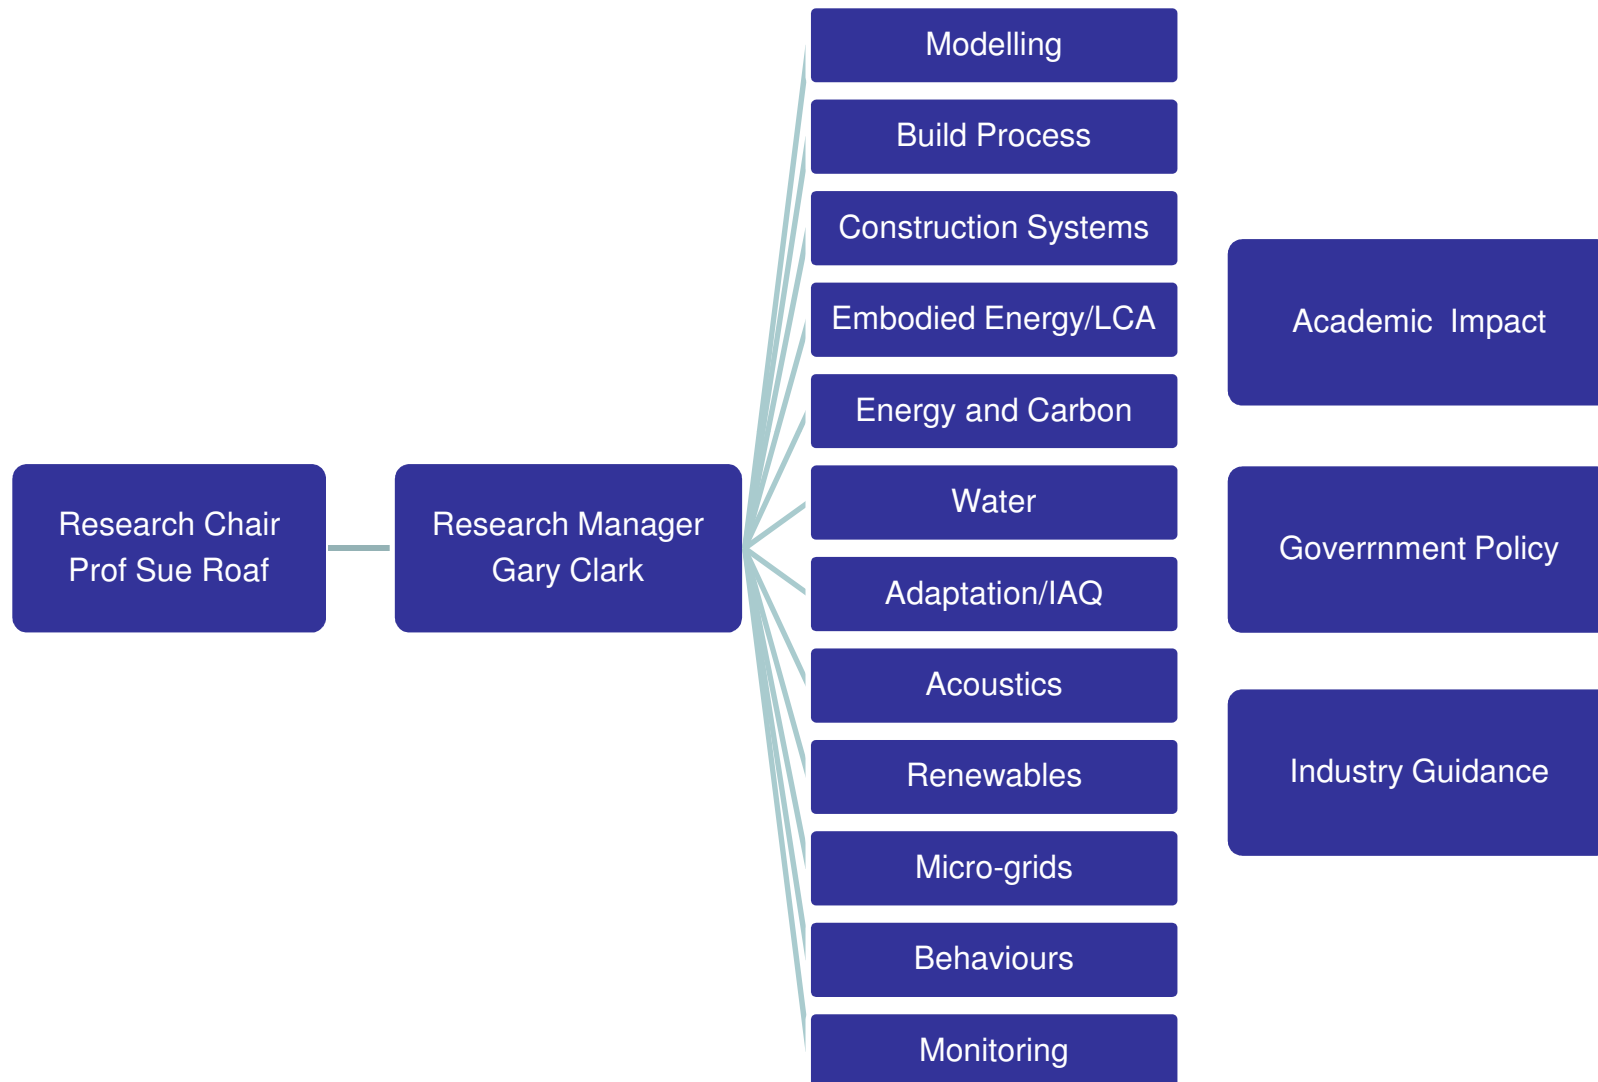 Research Chair
Prof Sue Roaf
Research Manager
Gary Clark
Modelling
Build Process
Construction Systems
Embodied Energy/LCA
Energy and Carbon
Water
Adaptation/IAQ
Acoustics
Renewables
Micro-grids
Behaviours
Monitoring
Academic  Impact
Goverrnment Policy
Industry Guidance